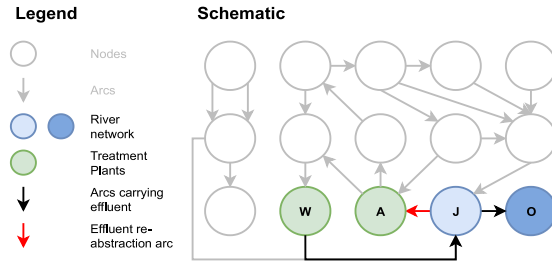 Legend
Schematic
Nodes
Arcs
River
network
Treatment
Plants
Arcs carrying
effluent
Effluent re-
abstraction arc
W
A
J
O